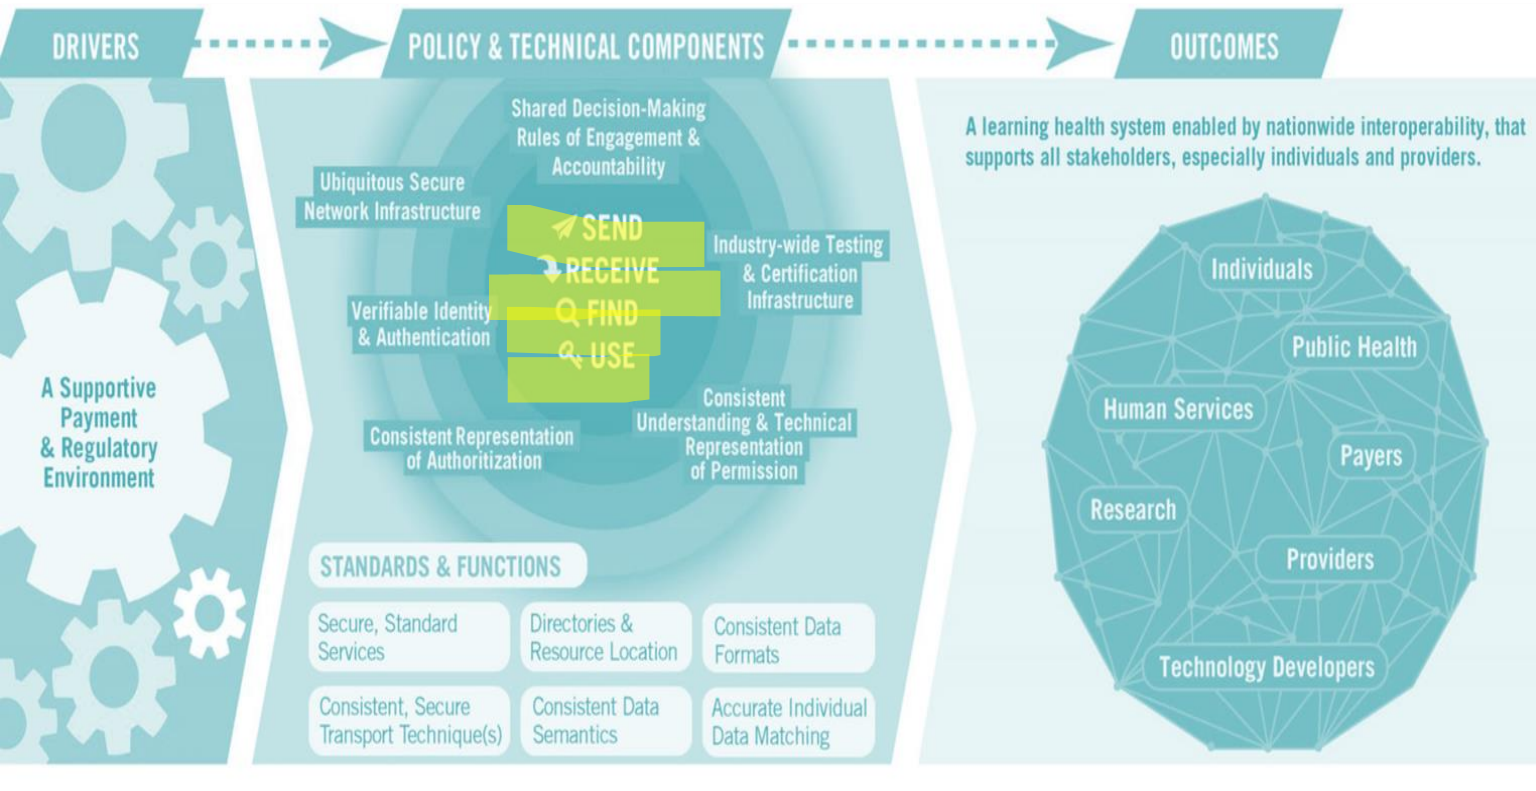 DRIVERS
POLICY & TECHNICAL COMPONENTS
OUTCOMES
A Supportive
Payment
& Regulatory
Environment
Shared Decision-Making
Rules of Engagement &
Accountability
Ubiquitous Secure
Network Infrastructure
SEND
RECEIVE
FIND
USE
Industry-wide Testing
& Certification
Infrastructure
Verifiable Identity
& Authentication
Consistent Representation
of Authoritization
Consistent
Understanding & Technical
Representation
of Permission
STANDARDS & FUNCTIONS
Secure, Standard
Services
Directories &
Resource Location
Consistent Data
Formats
Consistent, Secure
Transport Technique(s)
Consistent Data
Semantics
Accurate Individual
Data Matching
A learning health system enabled by nationwide interoperability, that
supports all stakeholders, especially individuals and providers.
Individuals
Public Health
Human Services
Payers
Research
Providers
Technology Developers